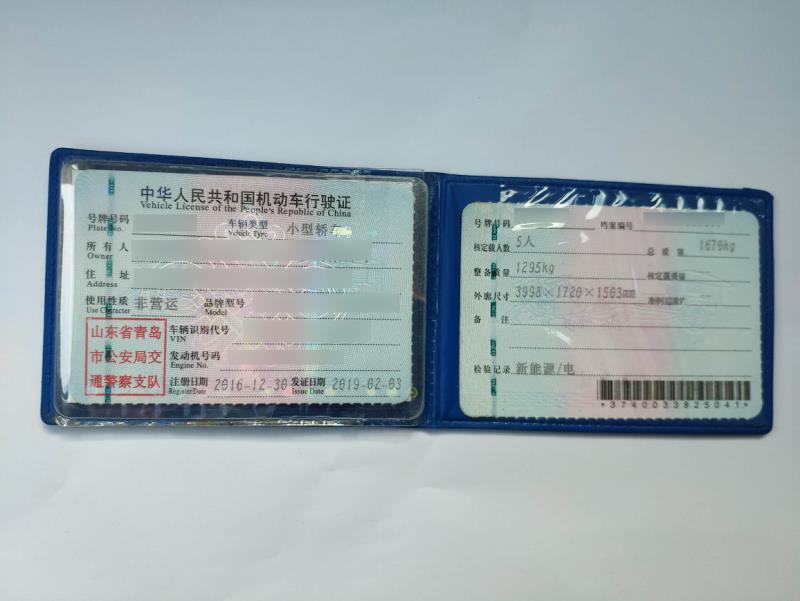 中华人民共和国机动车行驶证
Vehicle License of the People's Republic of China
号牌号码 车辆类型 小型轿车
Plate No. Vehicle Type
所有人
Owner
住址
Address
使用性质 非营运 品牌型号
Use Character Model
山东省青岛
市公安局交
通警察支队
车辆识别代号
VIN
发动机号码
Engine No.
注册日期 2016-12-30 发证日期 2019-02-03
Register Date Issue Date
号牌号码 档案编号
核定载人数 5人 总质量 1670kg
整备质量 1295kg 核定载质量
外廓尺寸 3998×1720×1503mm 准牵引总质量
备注
检验记录 新能源/电
*3740033825041*